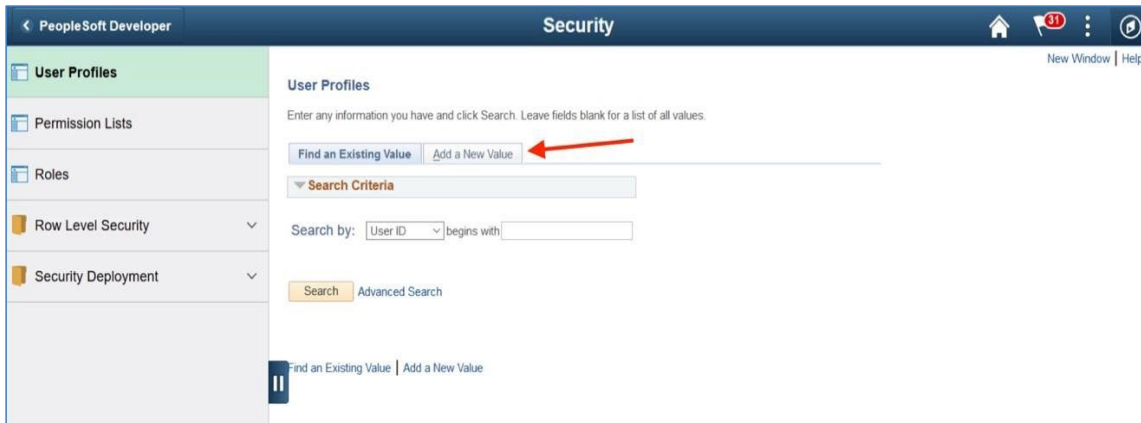 PeopleSoft Developer
Security
31
New Window | Help
User Profiles
Permission Lists
Roles
Row Level Security
Security Deployment
User Profiles
Enter any information you have and click Search. Leave fields blank for a list of all values.
Find an Existing Value
Add a New Value
Search Criteria
Search by: User ID begins with
Search Advanced Search
Find an Existing Value | Add a New Value